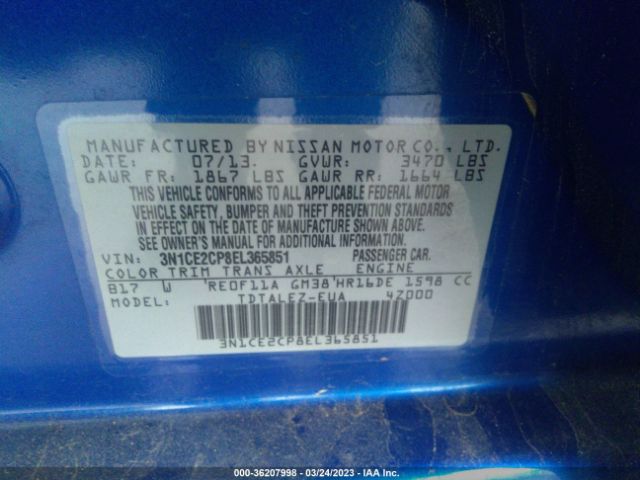 MANUFACTURED BY NISSAN MOTOR CO., LTD.
DATE: 07/13. GVWR: 3470 LBS
GAWR FR: 1867 LBS GAWR RR: 1664 LBS
THIS VEHICLE CONFORMS TO ALL APPLICABLE FEDERAL MOTOR
VEHICLE SAFETY, BUMPER AND THEFT PREVENTION STANDARDS
IN EFFECT ON THE DATE OF MANUFACTURE SHOWN ABOVE.
SEE OWNER'S MANUAL FOR ADDITIONAL INFORMATION.
VIN: 3N1CE2CP8EL365851 PASSENGER CAR.
COLOR TRIM TRANS AXLE ENGINE
B17 W 'RE0F11A GM38'HR16DE 1598 CC
MODEL: TDTALEZ-EUA 4Z000
3N1CE2CP8EL365851
000-36207998 - 03/24/2023 - IAA Inc.